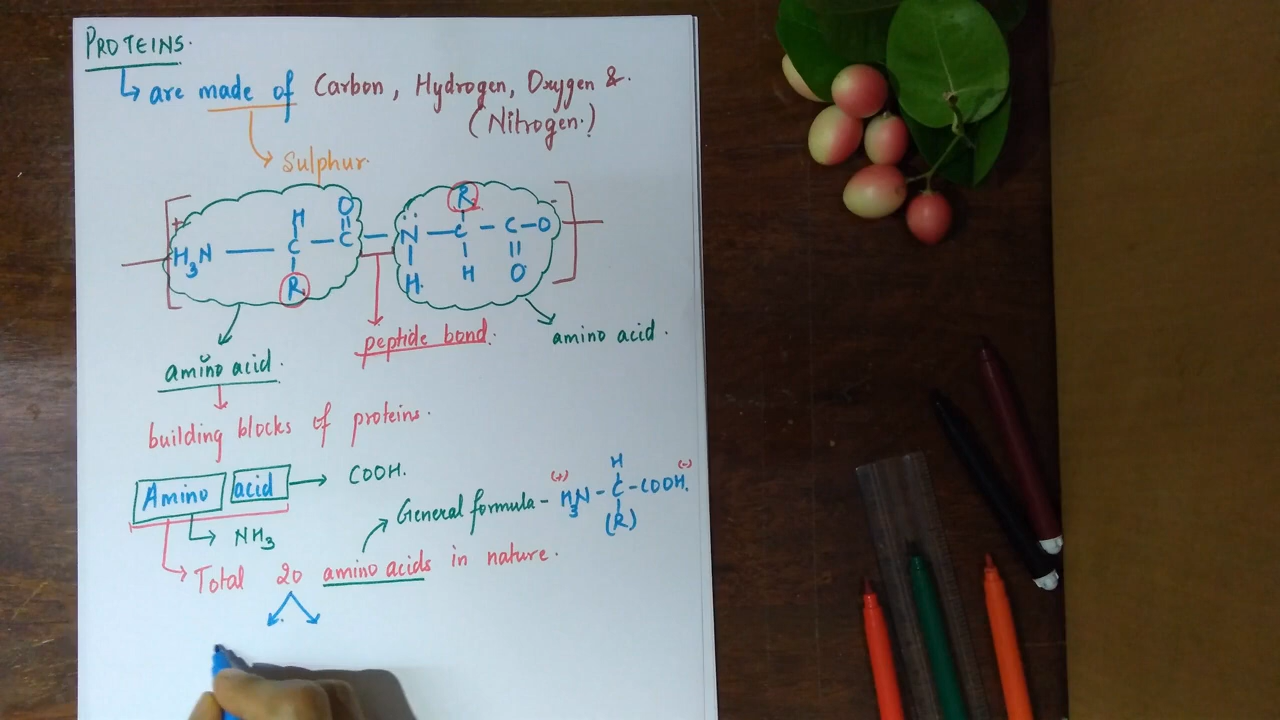 PROTEINS.
are made of Carbon, Hydrogen, Oxygen &.
(Nitrogen.)
Sulphur.
H O R
+ H₃N — C — C — N̈ — C — C — O -
R H H O
peptide bond. amino acid.
amino acid.
building blocks of proteins.
Amino acid → COOH.
General formula - (+) H₃N - C - COOH. (-)
H
(R)
NH₃
Total 20 amino acids in nature.